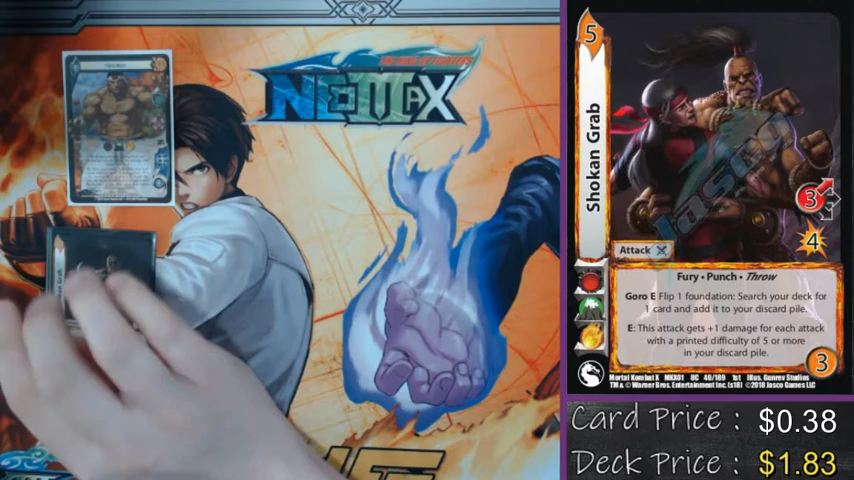 THE KING OF FIGHTERS
NEOMAX
5
Shokan Grab
3
4
Attack
Fury • Punch • Throw
Goro E Flip 1 foundation: Search your deck for
1 card and add it to your discard pile.
E: This attack gets +1 damage for each attack
with a printed difficulty of 5 or more
in your discard pile.
3
Mortal Kombat X MKX01 UC 40/189 1st Illus. Gunrev Studios
TM & © Warner Bros. Entertainment Inc. (s18) ©2018 Jasco Games LLC
Jasco
Card Price : $0.38
Deck Price : $1.83